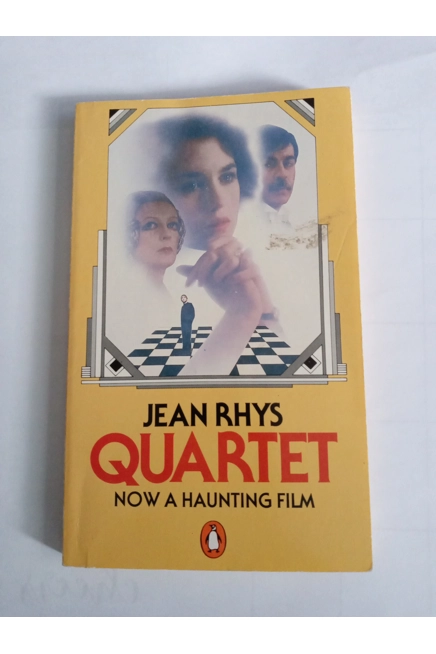 JEAN RHYS
QUARTET
NOW A HAUNTING FILM